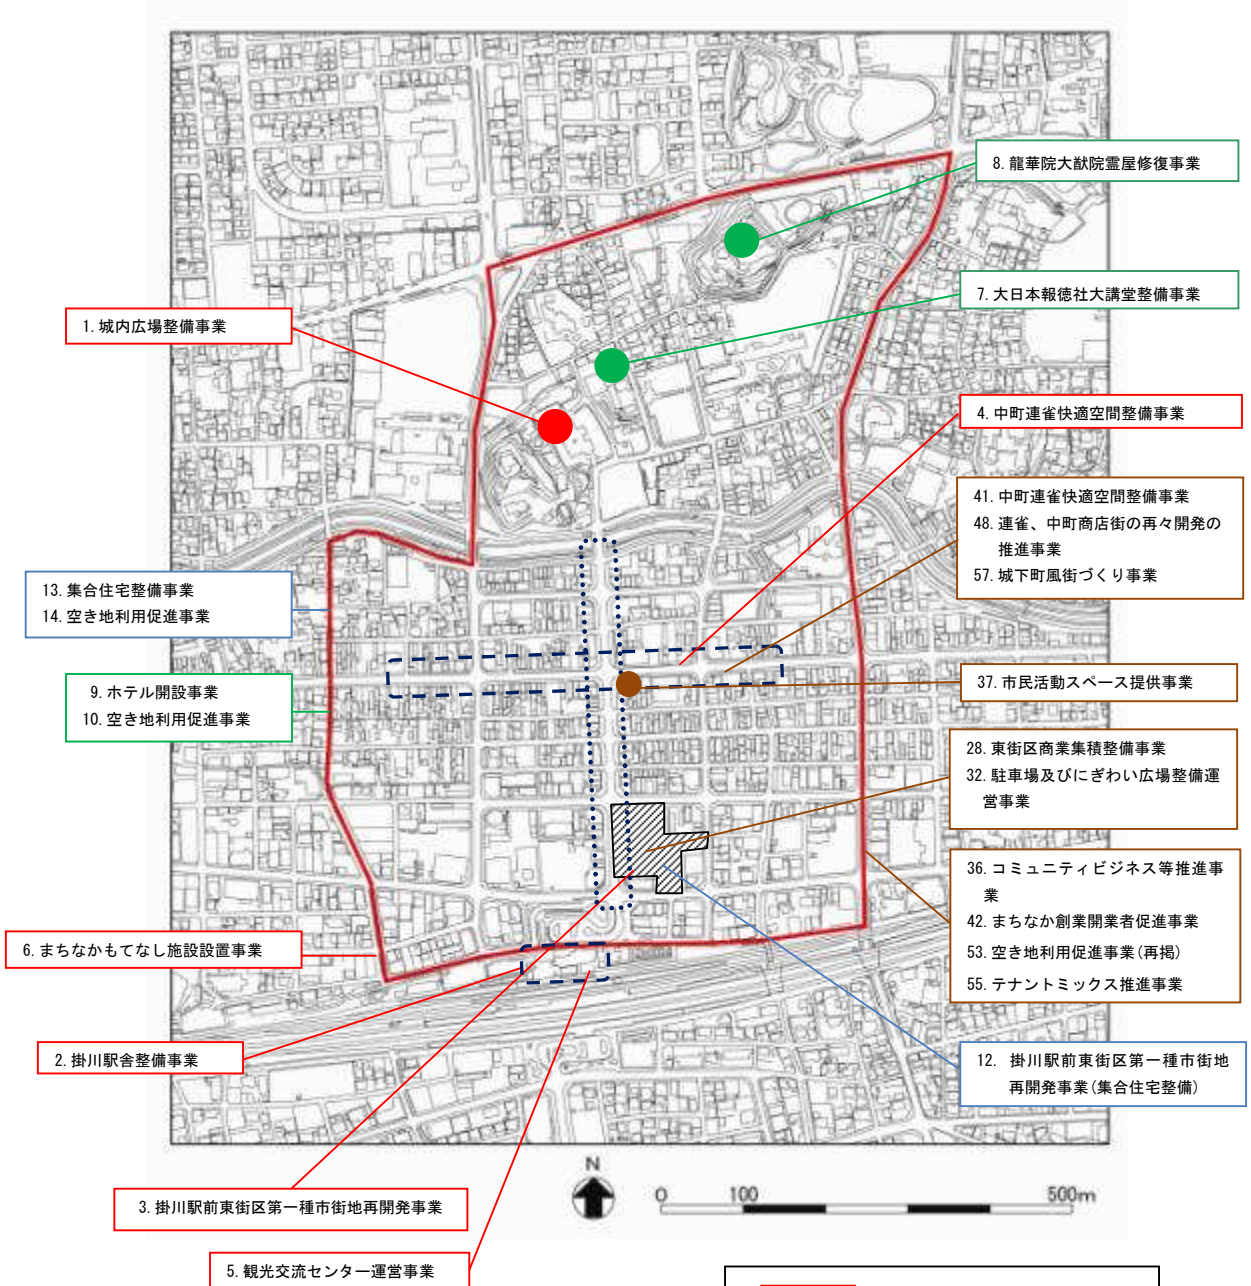 8. 龍華院大猷院霊屋修復事業
7. 大日本報徳社大講堂整備事業
1. 城内広場整備事業
4. 中町連雀快適空間整備事業
41. 中町連雀快適空間整備事業
48. 連雀、中町商店街の再々開発の
推進事業
57. 城下町風街づくり事業
13. 集合住宅整備事業
14. 空き地利用促進事業
9. ホテル開設事業
10. 空き地利用促進事業
37. 市民活動スペース提供事業
28. 東街区商業集積整備事業
32. 駐車場及びにぎわい広場整備運
営事業
36. コミュニティビジネス等推進事
業
42. まちなか創業開業者促進事業
53. 空き地利用促進事業(再掲)
55. テナントミックス推進事業
6. まちなかもてなし施設設置事業
2. 掛川駅舎整備事業
12. 掛川駅前東街区第一種市街地
再開発事業(集合住宅整備)
3. 掛川駅前東街区第一種市街地再開発事業
5. 観光交流センター運営事業
N
0 100 500m